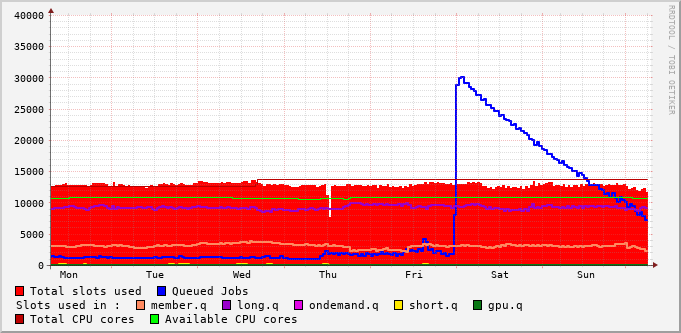 RRDTOOL / TOBI OETIKER
40000
35000
30000
25000
20000
15000
10000
5000
0
Mon Tue Wed Thu Fri Sat Sun
Total slots used Queued Jobs
Slots used in : member.q long.q ondemand.q short.q gpu.q
Total CPU cores Available CPU cores